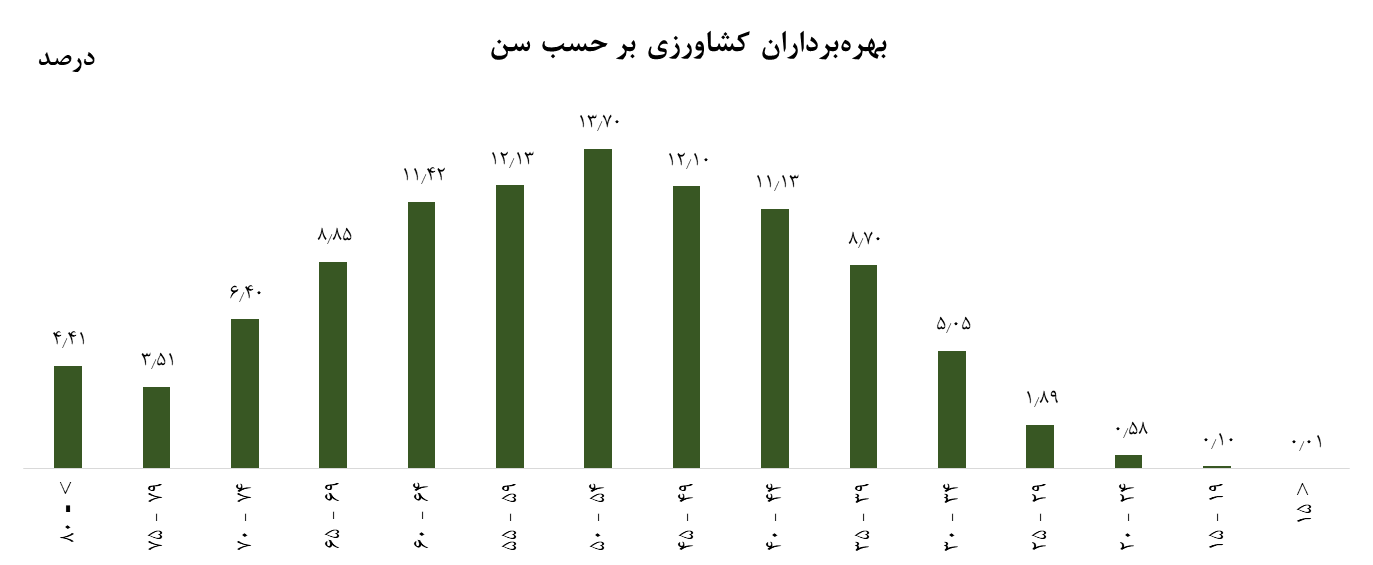 بهره‌برداران کشاورزی بر حسب سن
درصد
۱۳٫۷۰
۱۲٫۱۳
۱۲٫۱۰
۱۱٫۴۲
۱۱٫۱۳
۸٫۸۵
۸٫۷۰
۶٫۴۰
۵٫۰۵
۴٫۴۱
۳٫۵۱
۱٫۸۹
۰٫۵۸
۰٫۱۰
۰٫۰۱
۸۰ - <
۷۵ - ۷۹
۷۰ - ۷۴
۶۵ - ۶۹
۶۰ - ۶۴
۵۵ - ۵۹
۵۰ - ۵۴
۴۵ - ۴۹
۴۰ - ۴۴
۳۵ - ۳۹
۳۰ - ۳۴
۲۵ - ۲۹
۲۰ - ۲۴
۱۵ - ۱۹
۱۵ >